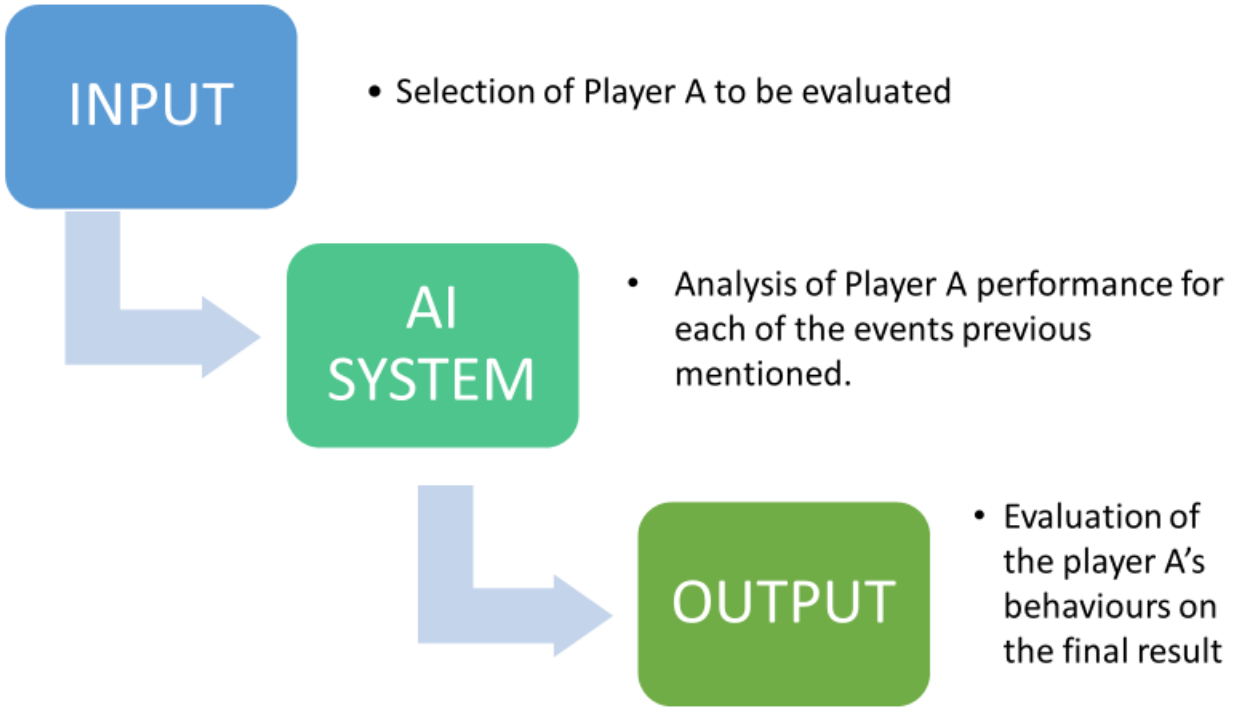 INPUT
• Selection of Player A to be evaluated
AI
SYSTEM
• Analysis of Player A performance for
each of the events previous
mentioned.
OUTPUT
• Evaluation of
the player A’s
behaviours on
the final result